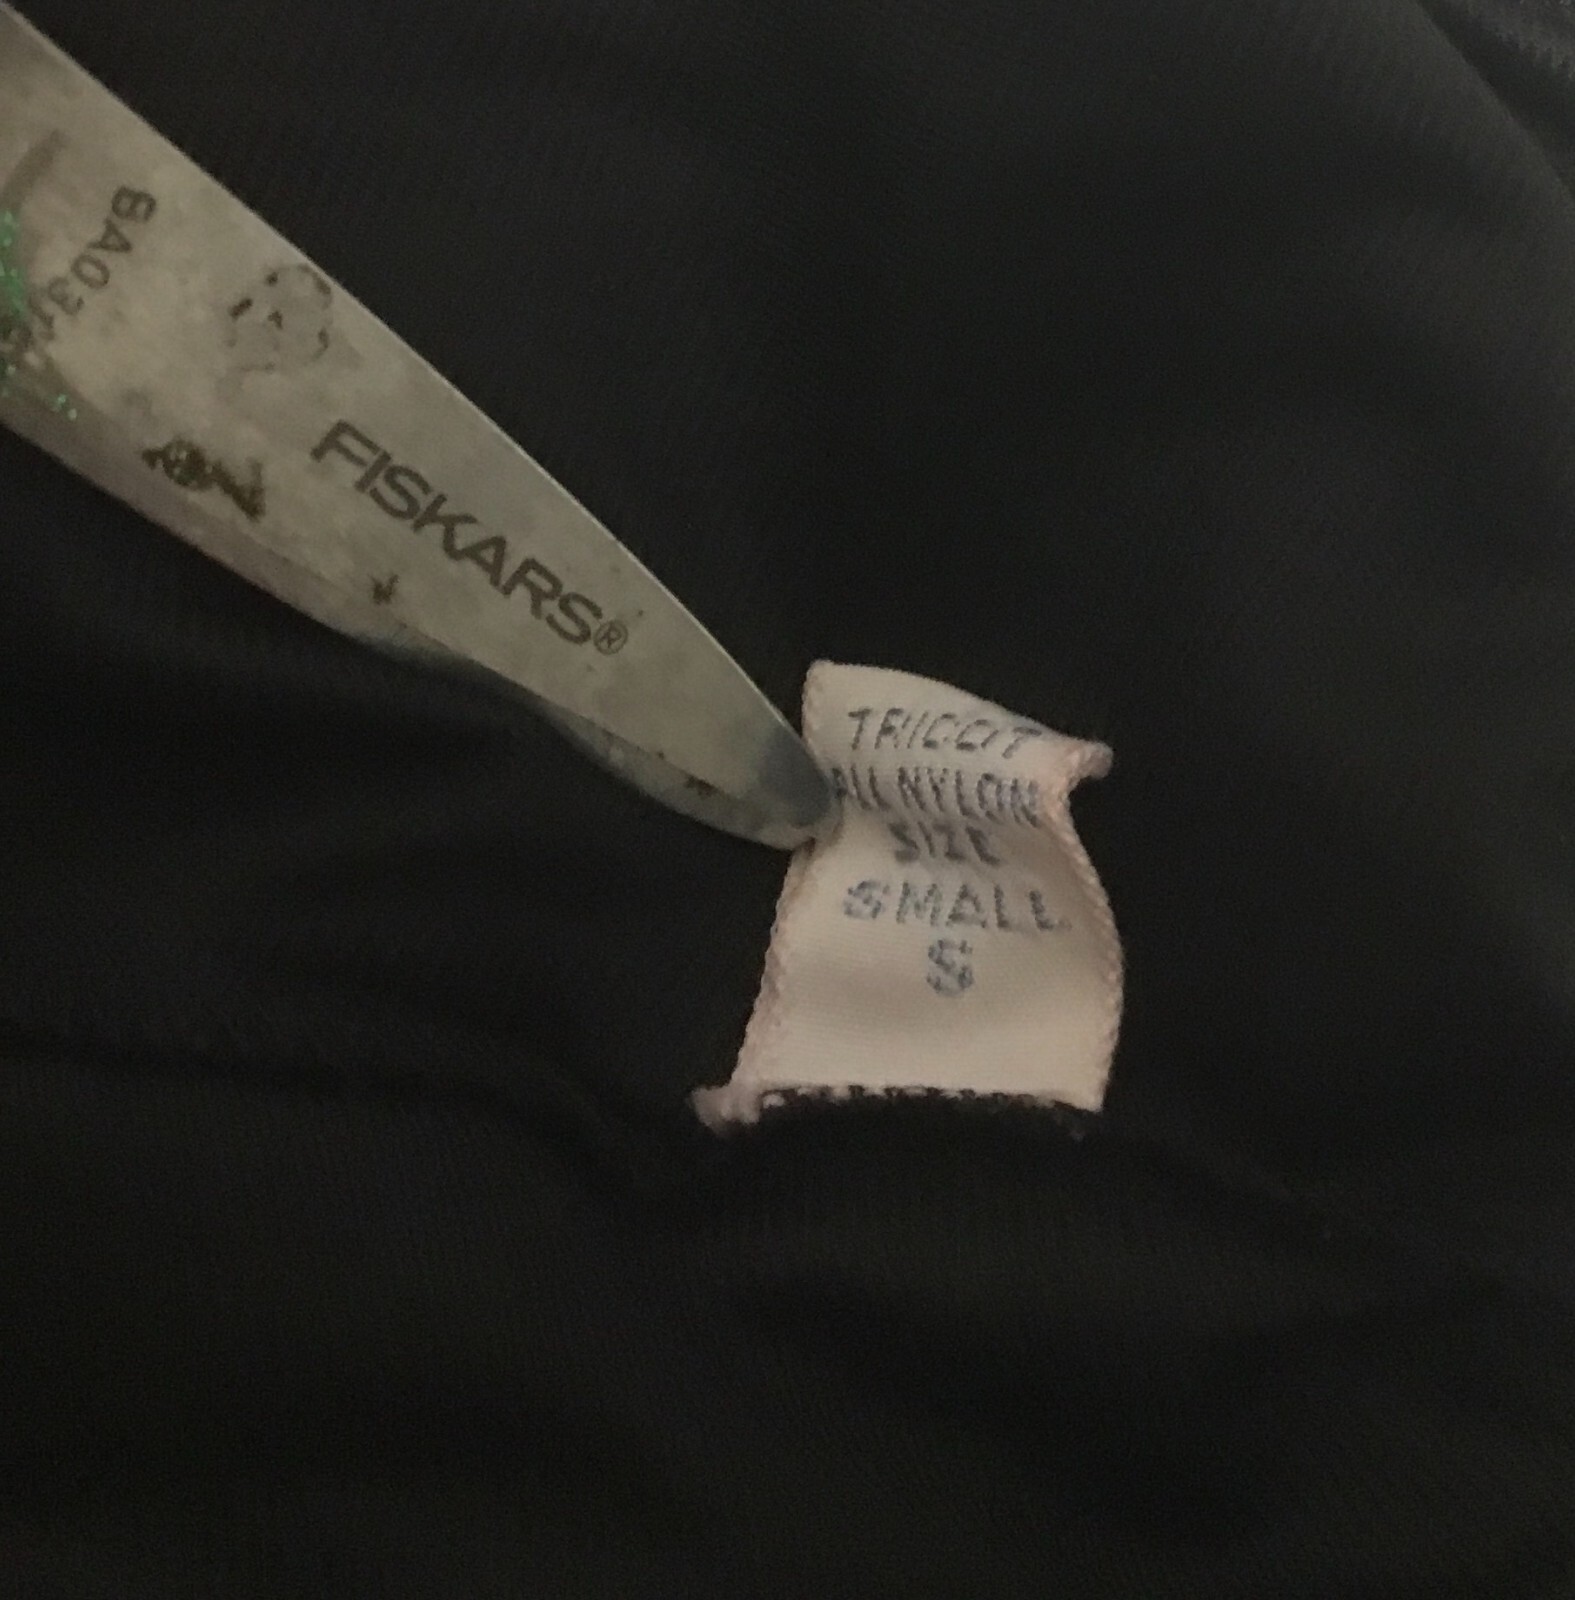 FISKARS®
TRICOT
ALL NYLON
SIZE
SMALL
S